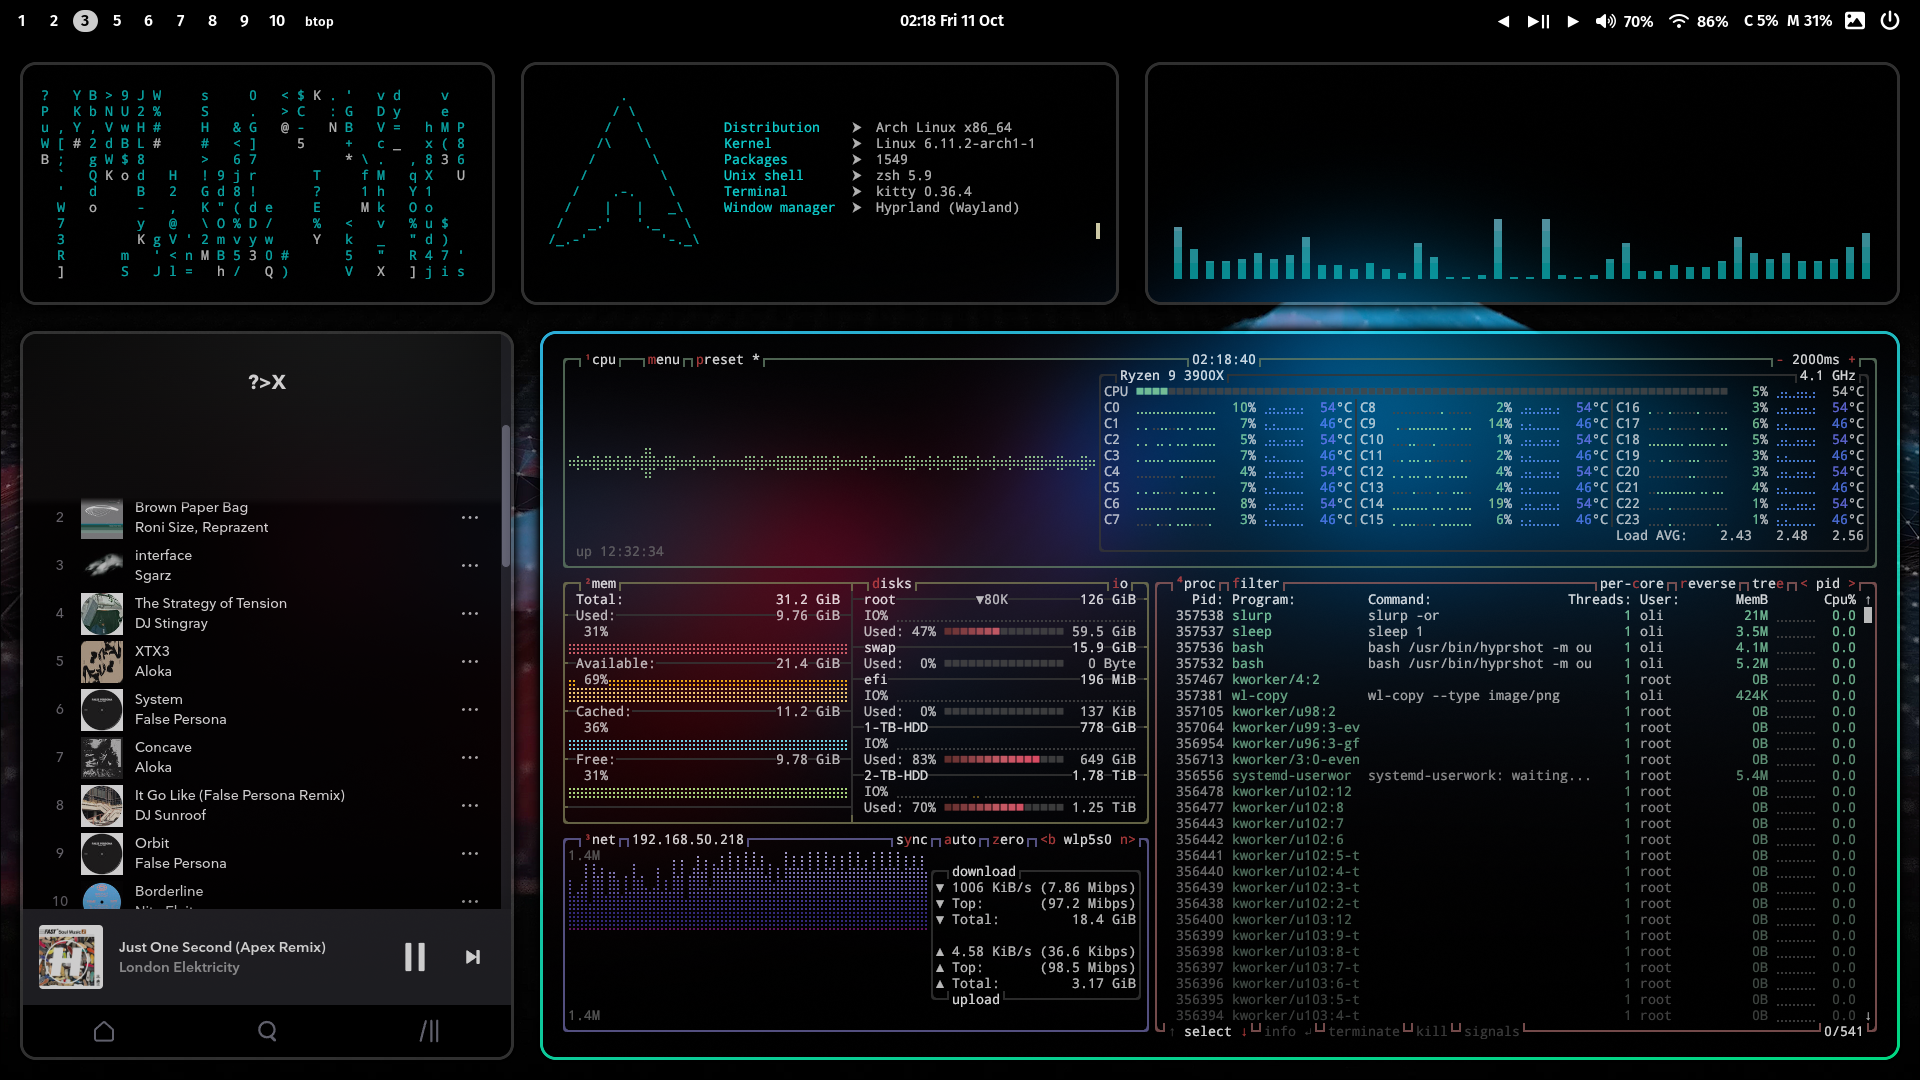 1 2 3 5 6 7 8 9 10 btop
02:18 Fri 11 Oct
70% 86% C 5% M 31%
Distribution ➤ Arch Linux x86_64
Kernel ➤ Linux 6.11.2-arch1-1
Packages ➤ 1549
Unix shell ➤ zsh 5.9
Terminal ➤ kitty 0.36.4
Window manager ➤ Hyprland (Wayland)
?>X
2 Brown Paper Bag
Roni Size, Reprazent
3 interface
Sgarz
4 The Strategy of Tension
DJ Stingray
5 XTX3
Aloka
6 System
False Persona
7 Concave
Aloka
8 It Go Like (False Persona Remix)
DJ Sunroof
9 Orbit
False Persona
10 Borderline
Just One Second (Apex Remix)
London Elektricity
¹cpu menu preset * 02:18:40 - 2000ms +
Ryzen 9 3900X 4.1 GHz
CPU 5% 54°C
C0 10% 54°C C8 2% 54°C C16 3% 54°C
C1 7% 46°C C9 14% 46°C C17 6% 46°C
C2 5% 54°C C10 1% 54°C C18 5% 54°C
C3 7% 46°C C11 2% 46°C C19 3% 46°C
C4 4% 54°C C12 4% 54°C C20 3% 54°C
C5 7% 46°C C13 4% 46°C C21 4% 46°C
C6 8% 54°C C14 19% 54°C C22 1% 54°C
C7 3% 46°C C15 6% 46°C C23 1% 46°C
Load AVG: 2.43 2.48 2.56
up 12:32:34
²mem
Total: 31.2 GiB
Used: 9.76 GiB
31%
Available: 21.4 GiB
69%
Cached: 11.2 GiB
36%
Free: 9.78 GiB
31%
disks io
root ▼80K 126 GiB
IO%
Used: 47% 59.5 GiB
swap 15.9 GiB
Used: 0% 0 Byte
efi 196 MiB
IO%
Used: 0% 137 KiB
1-TB-HDD 778 GiB
IO%
Used: 83% 649 GiB
2-TB-HDD 1.78 TiB
IO%
Used: 70% 1.25 TiB
³net 192.168.50.218 sync auto zero <b wlp5s0 n>
1.4M
download
▼ 1006 KiB/s (7.86 Mibps)
▼ Top: (97.2 Mibps)
▼ Total: 18.4 GiB
▲ 4.58 KiB/s (36.6 Kibps)
▲ Top: (98.5 Mibps)
▲ Total: 3.17 GiB
upload
1.4M
⁴proc filter per-core reverse tree < pid >
Pid: Program: Command: Threads: User: MemB Cpu% ↑
357538 slurp slurp -or 1 oli 21M 0.0
357537 sleep sleep 1 1 oli 3.5M 0.0
357536 bash bash /usr/bin/hyprshot -m ou 1 oli 4.1M 0.0
357532 bash bash /usr/bin/hyprshot -m ou 1 oli 5.2M 0.0
357467 kworker/4:2 1 root 0B 0.0
357381 wl-copy wl-copy --type image/png 1 oli 424K 0.0
357105 kworker/u98:2 1 root 0B 0.0
357064 kworker/u99:3-ev 1 root 0B 0.0
356954 kworker/u96:3-gf 1 root 0B 0.0
356713 kworker/3:0-even 1 root 0B 0.0
356556 systemd-userwor systemd-userwork: waiting... 1 root 5.4M 0.0
356478 kworker/u102:12 1 root 0B 0.0
356477 kworker/u102:8 1 root 0B 0.0
356443 kworker/u102:7 1 root 0B 0.0
356442 kworker/u102:6 1 root 0B 0.0
356441 kworker/u102:5-t 1 root 0B 0.0
356440 kworker/u102:4-t 1 root 0B 0.0
356439 kworker/u102:3-t 1 root 0B 0.0
356438 kworker/u102:2-t 1 root 0B 0.0
356400 kworker/u103:12 1 root 0B 0.0
356399 kworker/u103:9-t 1 root 0B 0.0
356398 kworker/u103:8-t 1 root 0B 0.0
356397 kworker/u103:7-t 1 root 0B 0.0
356396 kworker/u103:6-t 1 root 0B 0.0
356395 kworker/u103:5-t 1 root 0B 0.0
356394 kworker/u103:4-t 1 root 0B 0.0 ↓
↑ select ↓ info ↲ terminate kill signals 0/541